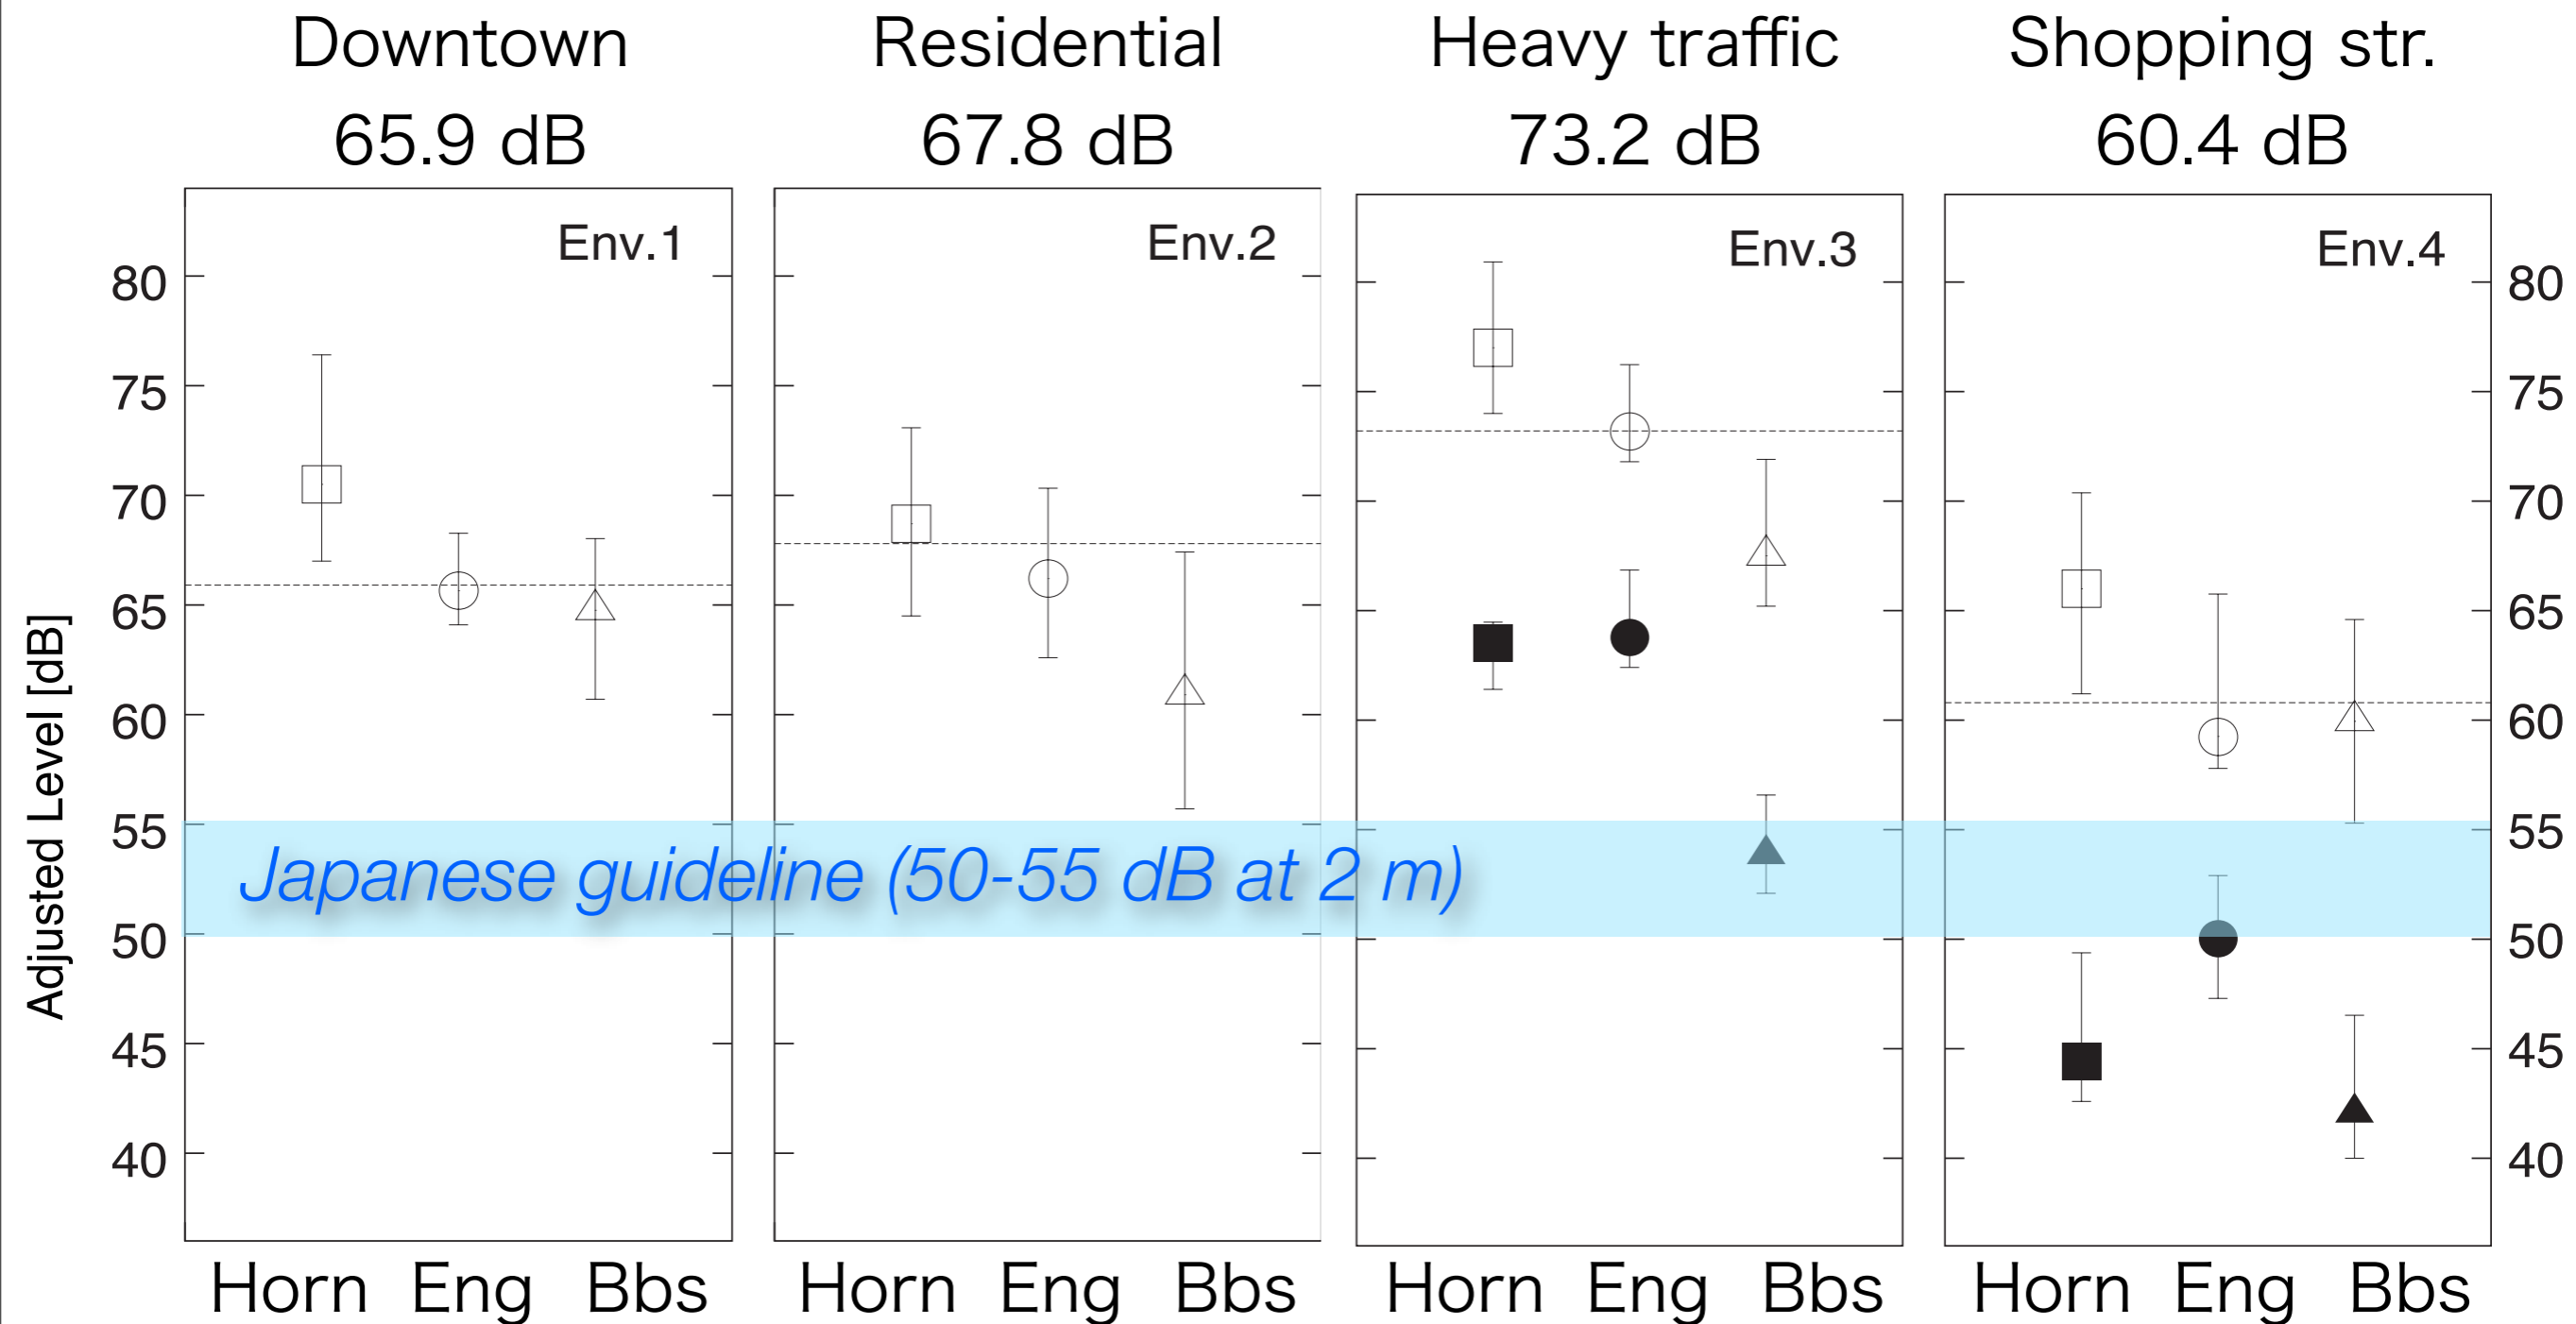 Downtown
65.9 dB
Residential
67.8 dB
Heavy traffic
73.2 dB
Shopping str.
60.4 dB
Env.1
Env.2
Env.3
Env.4
Adjusted Level [dB]
80
75
70
65
60
55
50
45
40
Japanese guideline (50-55 dB at 2 m)
80
75
70
65
60
55
50
45
40
Horn Eng Bbs
Horn Eng Bbs
Horn Eng Bbs
Horn Eng Bbs